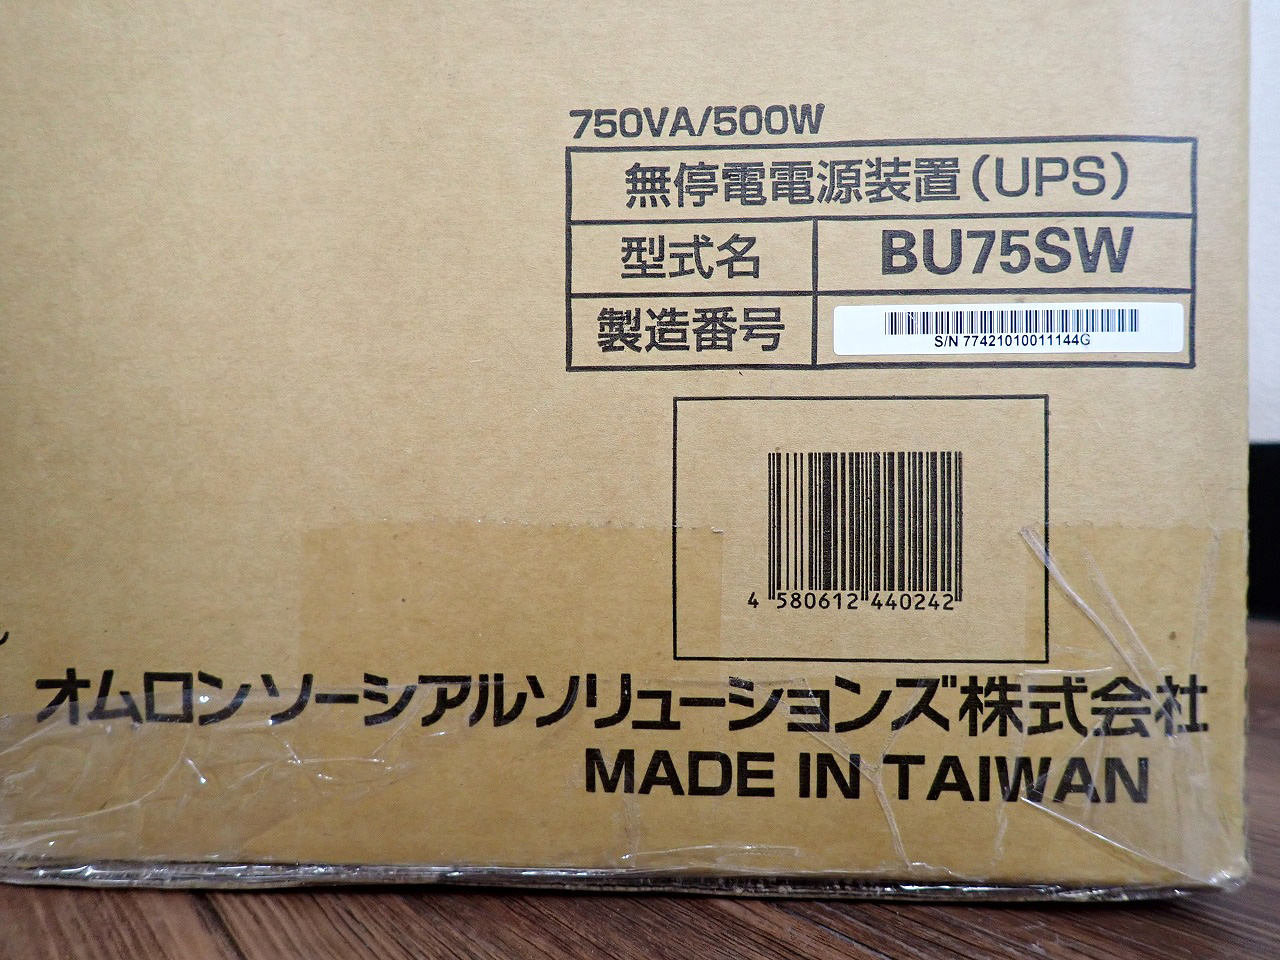 750VA/500W
無停電電源装置(UPS)
型式名 BU75SW
製造番号 S/N 77421010011144G
4 580612 440242
オムロン ソーシアルソリューションズ株式会社
MADE IN TAIWAN